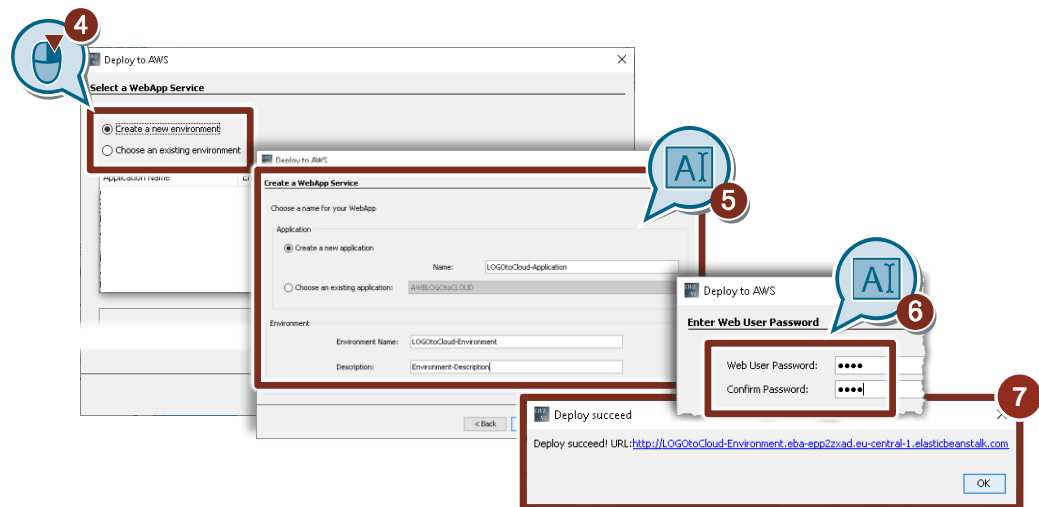 4
Deploy to AWS
Select a WebApp Service
Create a new environment
Choose an existing environment
Application Name
Deploy to AWS
Create a WebApp Service
Choose a name for your WebApp
Application
Create a new application
Name: LOGOtoCloud-Application
Choose an existing application: AWBLOGOtoCLOUD
Environment
Environment Name: LOGOtoCloud-Environment
Description: Environment-Description
< Back
AI
5
Deploy to AWS
Enter Web User Password
Web User Password: ••••
Confirm Password: ••••
AI
6
7
Deploy succeed
Deploy succeed! URL:http://LOGOtoCloud-Environment.eba-epp2zxad.eu-central-1.elasticbeanstalk.com
OK